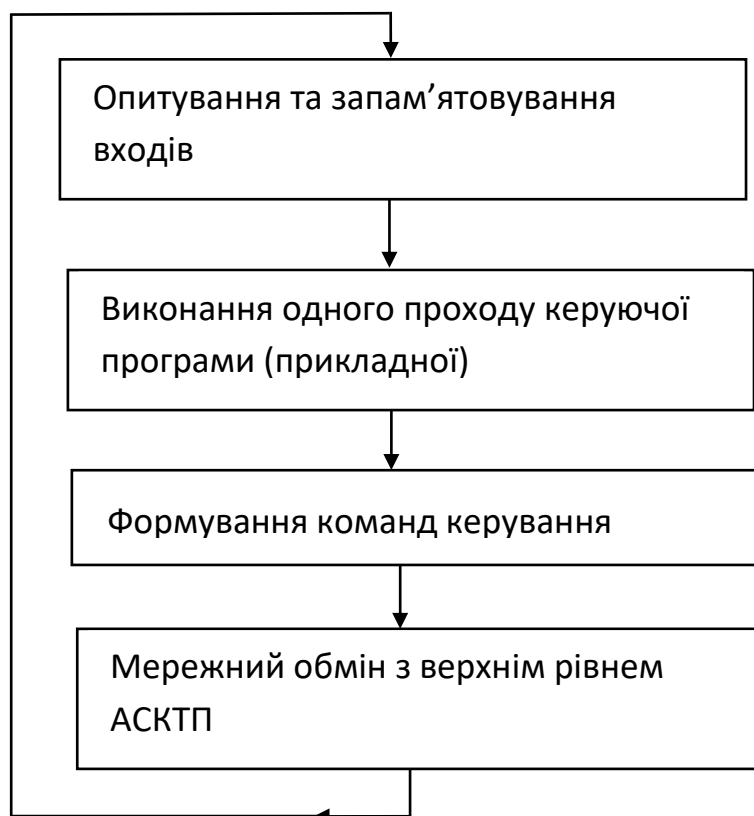 Опитування та запам’ятовування
входів
Виконання одного проходу керуючої
програми (прикладної)
Формування команд керування
Мережний обмін з верхнім рівнем
АСКТП